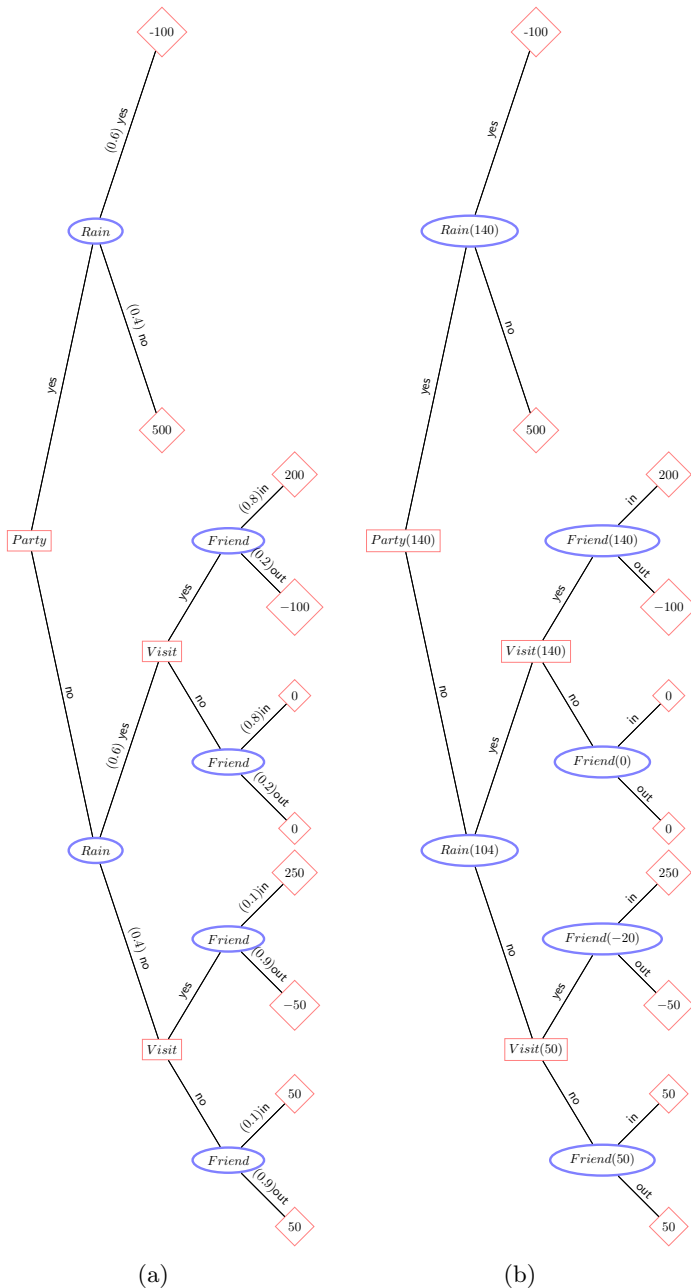 -100
(0.6) yes
Rain
(0.4) no
yes
500
200
(0.8)in
Party
Friend
(0.2)out
yes
−100
Visit
no
no
0
(0.8)in
(0.6) yes
Friend
(0.2)out
0
Rain
250
(0.1)in
(0.4) no
Friend
(0.9)out
yes
−50
Visit
no
50
(0.1)in
Friend
(0.9)out
50
(a)
-100
yes
Rain(140)
no
yes
500
200
in
Party(140)
Friend(140)
out
yes
−100
Visit(140)
no
no
0
in
yes
Friend(0)
out
0
Rain(104)
250
in
no
Friend(−20)
out
yes
−50
Visit(50)
no
50
in
Friend(50)
out
50
(b)